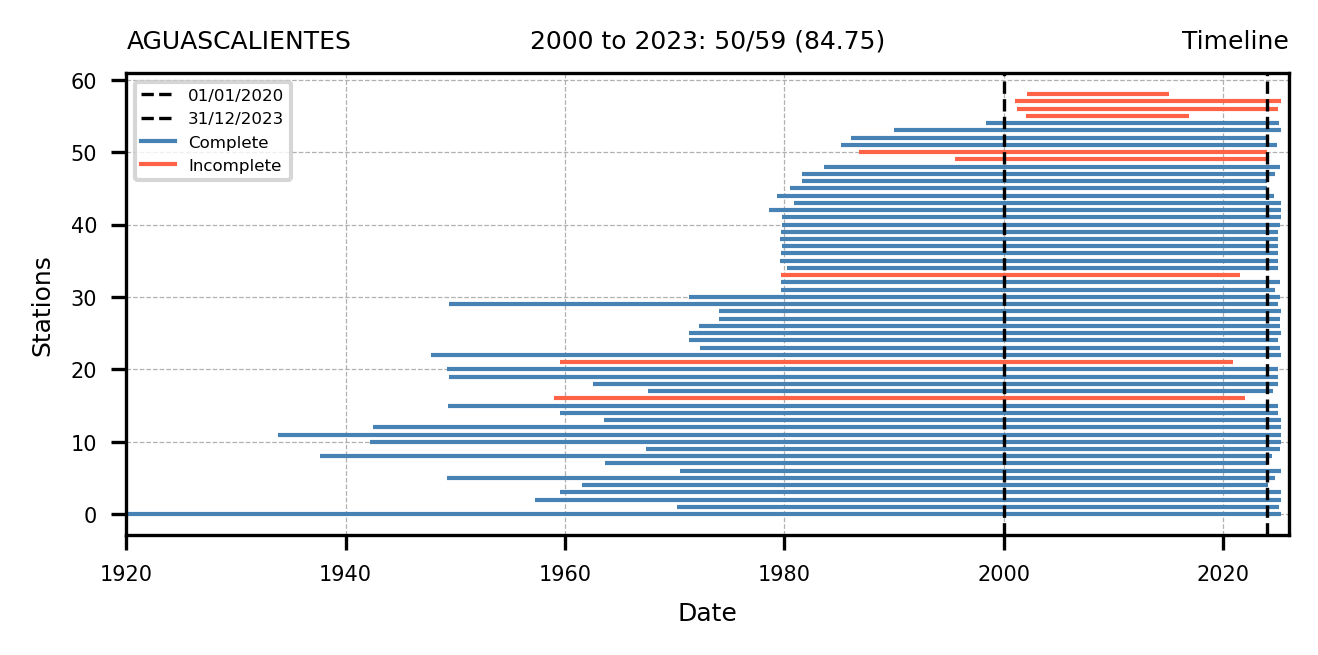 AGUASCALIENTES 2000 to 2023: 50/59 (84.75) Timeline
01/01/2020
31/12/2023
Complete
Incomplete
60
50
40
30
20
10
0
Stations
1920 1940 1960 1980 2000 2020
Date